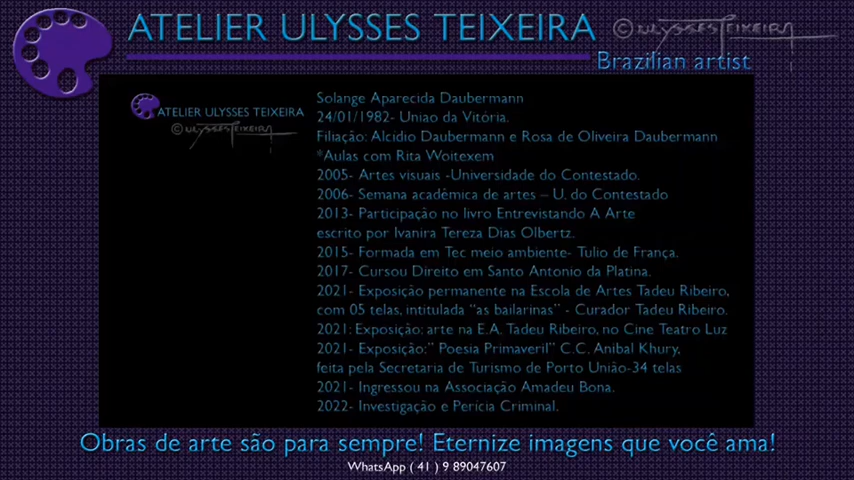 ATELIER ULYSSES TEIXEIRA
© ULYSSES TEIXEIRA
Brazilian artist
ATELIER ULYSSES TEIXEIRA
© ULYSSES TEIXEIRA
Solange Aparecida Daubermann
24/01/1982- Uniao da Vitória.
Filiação: Alcídio Daubermann e Rosa de Oliveira Daubermann
*Aulas com Rita Woitexem
2005- Artes visuais -Universidade do Contestado.
2006- Semana acadêmica de artes – U. do Contestado
2013- Participação no livro Entrevistando A Arte
escrito por Ivanira Tereza Dias Olbertz.
2015- Formada em Tec meio ambiente- Tulio de França.
2017- Cursou Direito em Santo Antonio da Platina.
2021- Exposição permanente na Escola de Artes Tadeu Ribeiro,
com 05 telas, intitulada "as bailarinas" - Curador Tadeu Ribeiro.
2021: Exposição: arte na E.A. Tadeu Ribeiro, no Cine Teatro Luz
2021- Exposição:" Poesia Primaveril" C.C. Anibal Khury,
feita pela Secretaria de Turismo de Porto União-34 telas
2021- Ingressou na Associação Amadeu Bona.
2022- Investigação e Perícia Criminal.
Obras de arte são para sempre! Eternize imagens que você ama!
WhatsApp ( 41 ) 9 89047607